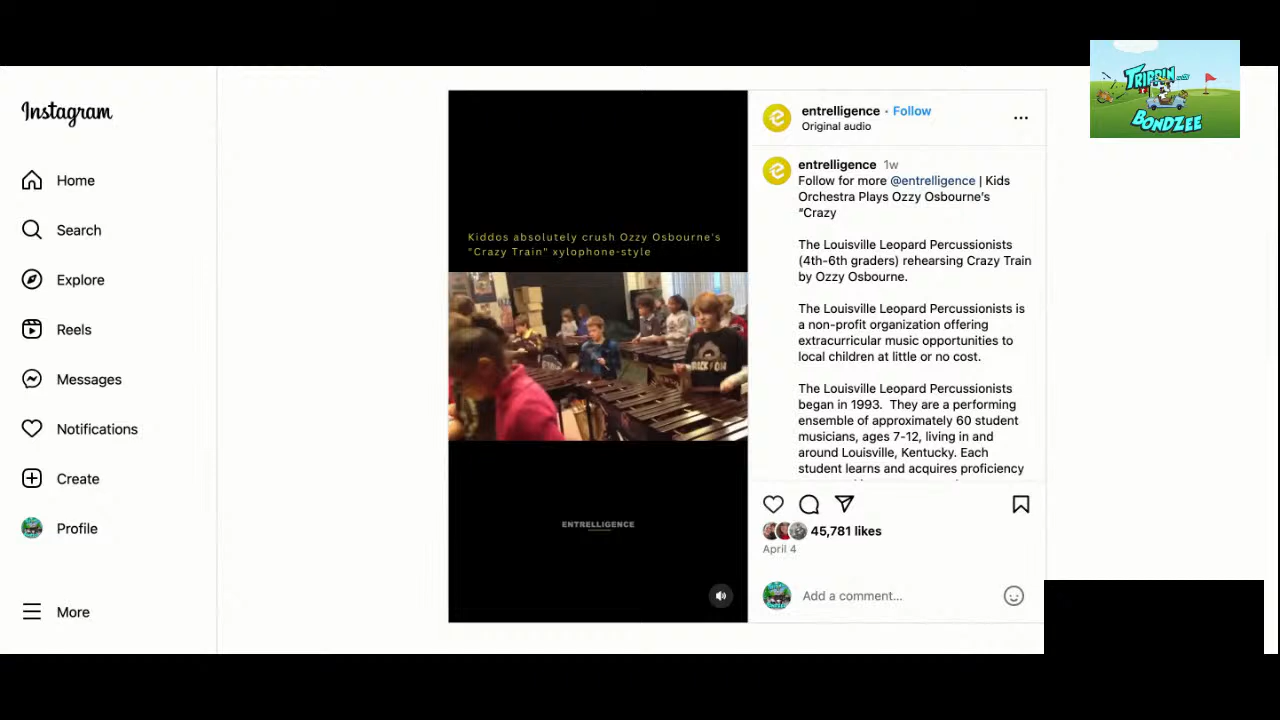 Instagram
Home
Search
Explore
Reels
Messages
Notifications
Create
Profile
More
Kiddos absolutely crush Ozzy Osbourne's
"Crazy Train" xylophone-style
ENTRELLIGENCE
entrelligence · Follow
Original audio
entrelligence 1w
Follow for more @entrelligence | Kids
Orchestra Plays Ozzy Osbourne's
"Crazy
The Louisville Leopard Percussionists
(4th-6th graders) rehearsing Crazy Train
by Ozzy Osbourne.
The Louisville Leopard Percussionists is
a non-profit organization offering
extracurricular music opportunities to
local children at little or no cost.
The Louisville Leopard Percussionists
began in 1993. They are a performing
ensemble of approximately 60 student
musicians, ages 7-12, living in and
around Louisville, Kentucky. Each
student learns and acquires proficiency
45,781 likes
April 4
Add a comment...
TRIPPIN with
BONDZEE